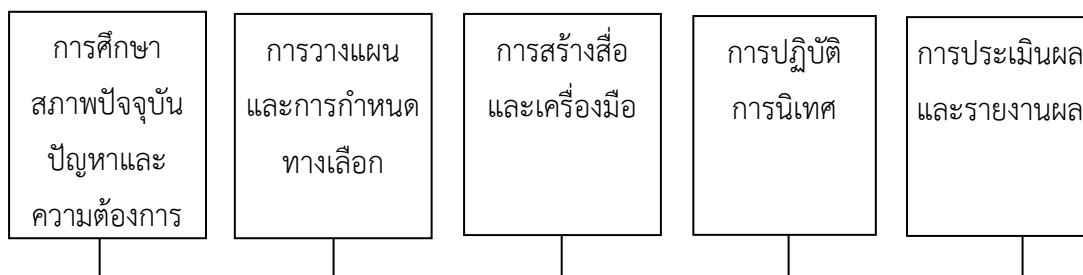 การศึกษา
สภาพปัจจุบัน
ปัญหาและ
ความต้องการ
การวางแผน
และการกำหนด
ทางเลือก
การสร้างสื่อ
และเครื่องมือ
การปฏิบัติ
การนิเทศ
การประเมินผล
และรายงานผล